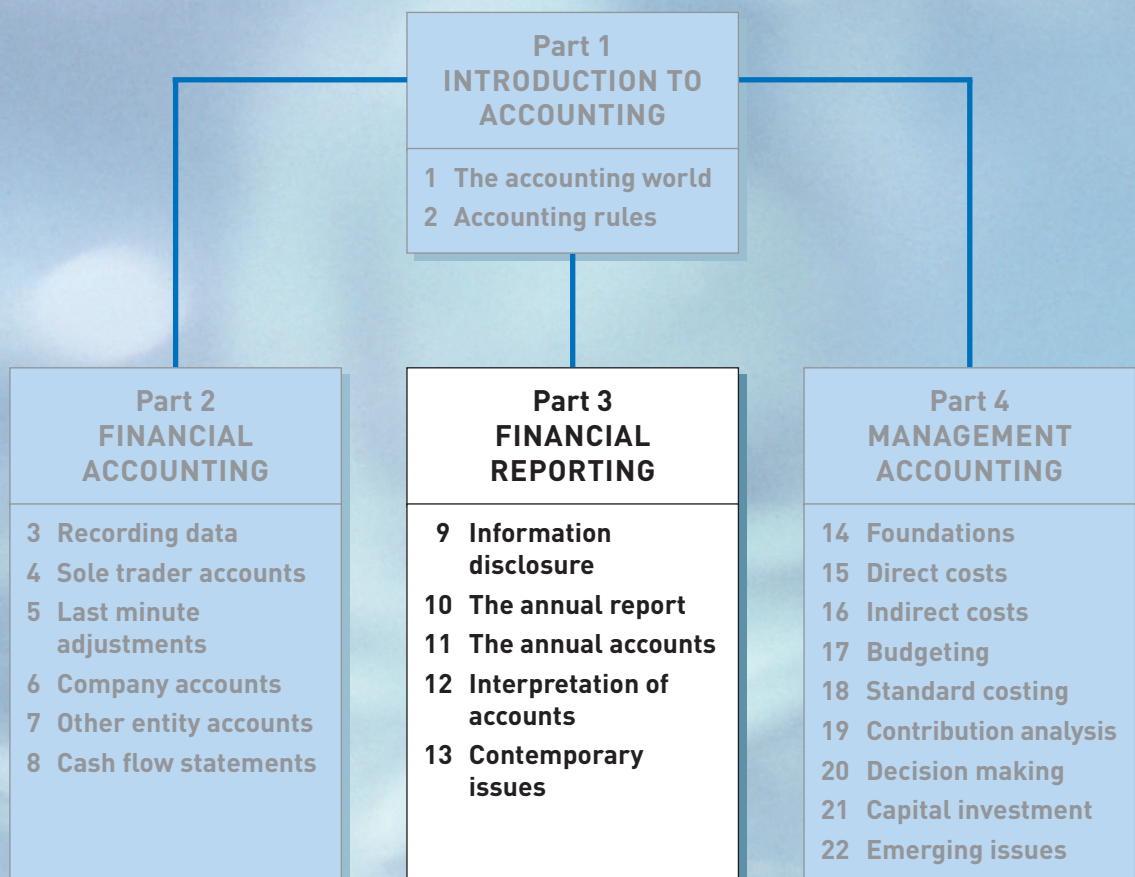 Part 1
INTRODUCTION TO
ACCOUNTING
1 The accounting world
2 Accounting rules
Part 2
FINANCIAL
ACCOUNTING
3 Recording data
4 Sole trader accounts
5 Last minute
adjustments
6 Company accounts
7 Other entity accounts
8 Cash flow statements
Part 3
FINANCIAL
REPORTING
9 Information
disclosure
10 The annual report
11 The annual accounts
12 Interpretation of
accounts
13 Contemporary
issues
Part 4
MANAGEMENT
ACCOUNTING
14 Foundations
15 Direct costs
16 Indirect costs
17 Budgeting
18 Standard costing
19 Contribution analysis
20 Decision making
21 Capital investment
22 Emerging issues